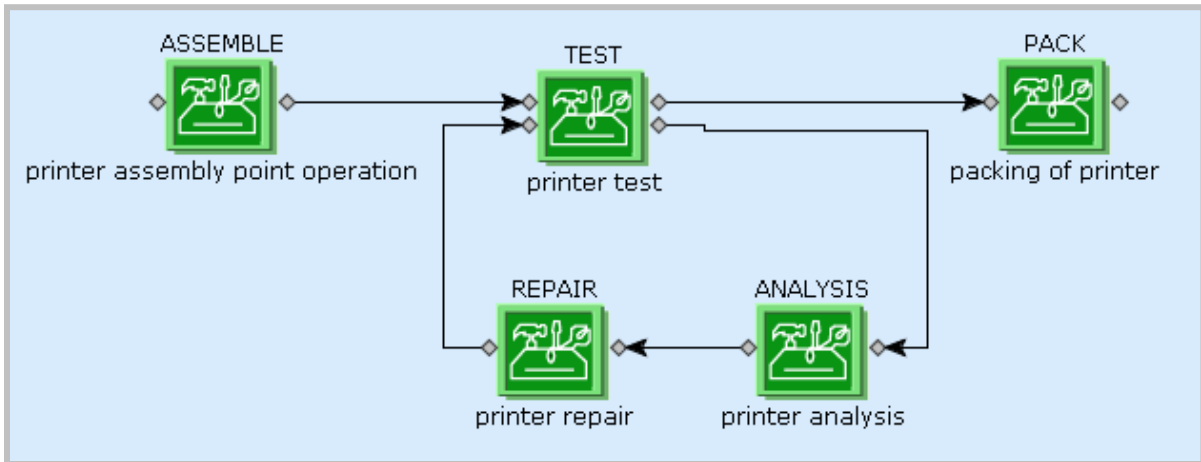 ASSEMBLE
printer assembly point operation
TEST
printer test
PACK
packing of printer
REPAIR
printer repair
ANALYSIS
printer analysis